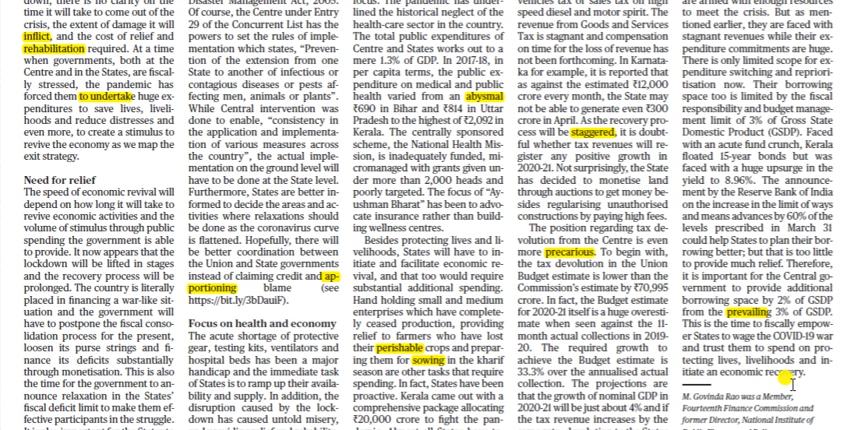 down, there is no clarity on the
time it will take to come out of the
crisis, the extent of damage it will
inflict, and the cost of relief and
rehabilitation required. At a time
when governments, both at the
Centre and in the States, are fiscal-
ly stressed, the pandemic has
forced them to undertake huge ex-
penditures to save lives, liveli-
hoods and reduce distresses and
even more, to create a stimulus to
revive the economy as we map the
exit strategy.
Need for relief
The speed of economic revival will
depend on how long it will take to
revive economic activities and the
volume of stimulus through public
spending the government is able
to provide. It now appears that the
lockdown will be lifted in stages
and the recovery process will be
prolonged. The country is literally
placed in financing a war-like sit-
uation and the government will
have to postpone the fiscal conso-
lidation process for the present,
loosen its purse strings and fi-
nance its deficits substantially
through monetisation. This is also
the time for the government to an-
nounce relaxation in the States'
fiscal deficit limit to make them ef-
fective participants in the struggle.
Disaster Management Act, 2005.
Of course, the Centre under Entry
29 of the Concurrent List has the
powers to set the rules of imple-
mentation which states, "Preven-
tion of the extension from one
State to another of infectious or
contagious diseases or pests af-
fecting men, animals or plants".
While Central intervention was
done to enable, "consistency in
the application and implementa-
tion of various measures across
the country", the actual imple-
mentation on the ground level will
have to be done at the State level.
Furthermore, States are better in-
formed to decide the areas and ac-
tivities where relaxations should
be done as the coronavirus curve
is flattened. Hopefully, there will
be better coordination between
the Union and State governments
instead of claiming credit and ap-
portioning blame (see
https://bit.ly/3bDauiF).
Focus on health and economy
The acute shortage of protective
gear, testing kits, ventilators and
hospital beds has been a major
handicap and the immediate task
of States is to ramp up their availa-
bility and supply. In addition, the
disruption caused by the lock-
down has caused untold misery,
focus. The pandemic has under-
lined the historical neglect of the
health-care sector in the country.
The total public expenditures of
Centre and States works out to a
mere 1.3% of GDP. In 2017-18, in
per capita terms, the public ex-
penditure on medical and public
health varied from an abysmal
₹690 in Bihar and ₹814 in Uttar
Pradesh to the highest of ₹2,092 in
Kerala. The centrally sponsored
scheme, the National Health Mis-
sion, is inadequately funded, mi-
cromanaged with grants given un-
der more than 2,000 heads and
poorly targeted. The focus of "Ay-
ushman Bharat" has been to advo-
cate insurance rather than build-
ing wellness centres.
Besides protecting lives and li-
velihoods, States will have to in-
itiate and facilitate economic re-
vival, and that too would require
substantial additional spending.
Hand holding small and medium
enterprises which have complete-
ly ceased production, providing
relief to farmers who have lost
their perishable crops and prepar-
ing them for sowing in the kharif
season are other tasks that require
spending. In fact, States have been
proactive. Kerala came out with a
comprehensive package allocating
₹20,000 crore to fight the pan-
vehicles tax or sales tax on high
speed diesel and motor spirit. The
revenue from Goods and Services
Tax is stagnant and compensation
on time for the loss of revenue has
not been forthcoming. In Karnata-
ka for example, it is reported that
as against the estimated ₹12,000
crore every month, the State may
not be able to generate even ₹300
crore in April. As the recovery pro-
cess will be staggered, it is doubt-
ful whether tax revenues will re-
gister any positive growth in
2020-21. Not surprisingly, the State
has decided to monetise land
through auctions to get money be-
sides regularising unauthorised
constructions by paying high fees.
The position regarding tax de-
volution from the Centre is even
more precarious. To begin with,
the tax devolution in the Union
Budget estimate is lower than the
Commission's estimate by ₹70,995
crore. In fact, the Budget estimate
for 2020-21 itself is a huge overesti-
mate when seen against the 11-
month actual collections in 2019-
20. The required growth to
achieve the Budget estimate is
33.3% over the annualised actual
collection. The projections are
that the growth of nominal GDP in
2020-21 will be just about 4% and if
the tax revenue increases by the
are armed with enough resources
to meet the crisis. But as men-
tioned earlier, they are faced with
stagnant revenues while their ex-
penditure commitments are huge.
There is only limited scope for ex-
penditure switching and repriori-
tisation now. Their borrowing
space too is limited by the fiscal
responsibility and budget manage-
ment limit of 3% of Gross State
Domestic Product (GSDP). Faced
with an acute fund crunch, Kerala
floated 15-year bonds but was
faced with a huge upsurge in the
yield to 8.96%. The announce-
ment by the Reserve Bank of India
on the increase in the limit of ways
and means advances by 60% of the
levels prescribed in March 31
could help States to plan their bor-
rowing better; but that is too little
to provide much relief. Therefore,
it is important for the Central go-
vernment to provide additional
borrowing space by 2% of GSDP
from the prevailing 3% of GSDP.
This is the time to fiscally empow-
er States to wage the COVID-19 war
and trust them to spend on pro-
tecting lives, livelihoods and in-
itiate an economic recovery.
M. Govinda Rao was a Member,
Fourteenth Finance Commission and
former Director, National Institute of